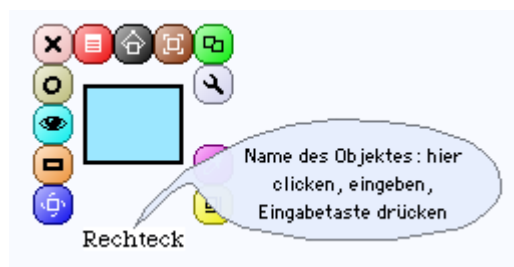 Name des Objektes: hier
clicken, eingeben,
Eingabetaste drücken
Rechteck